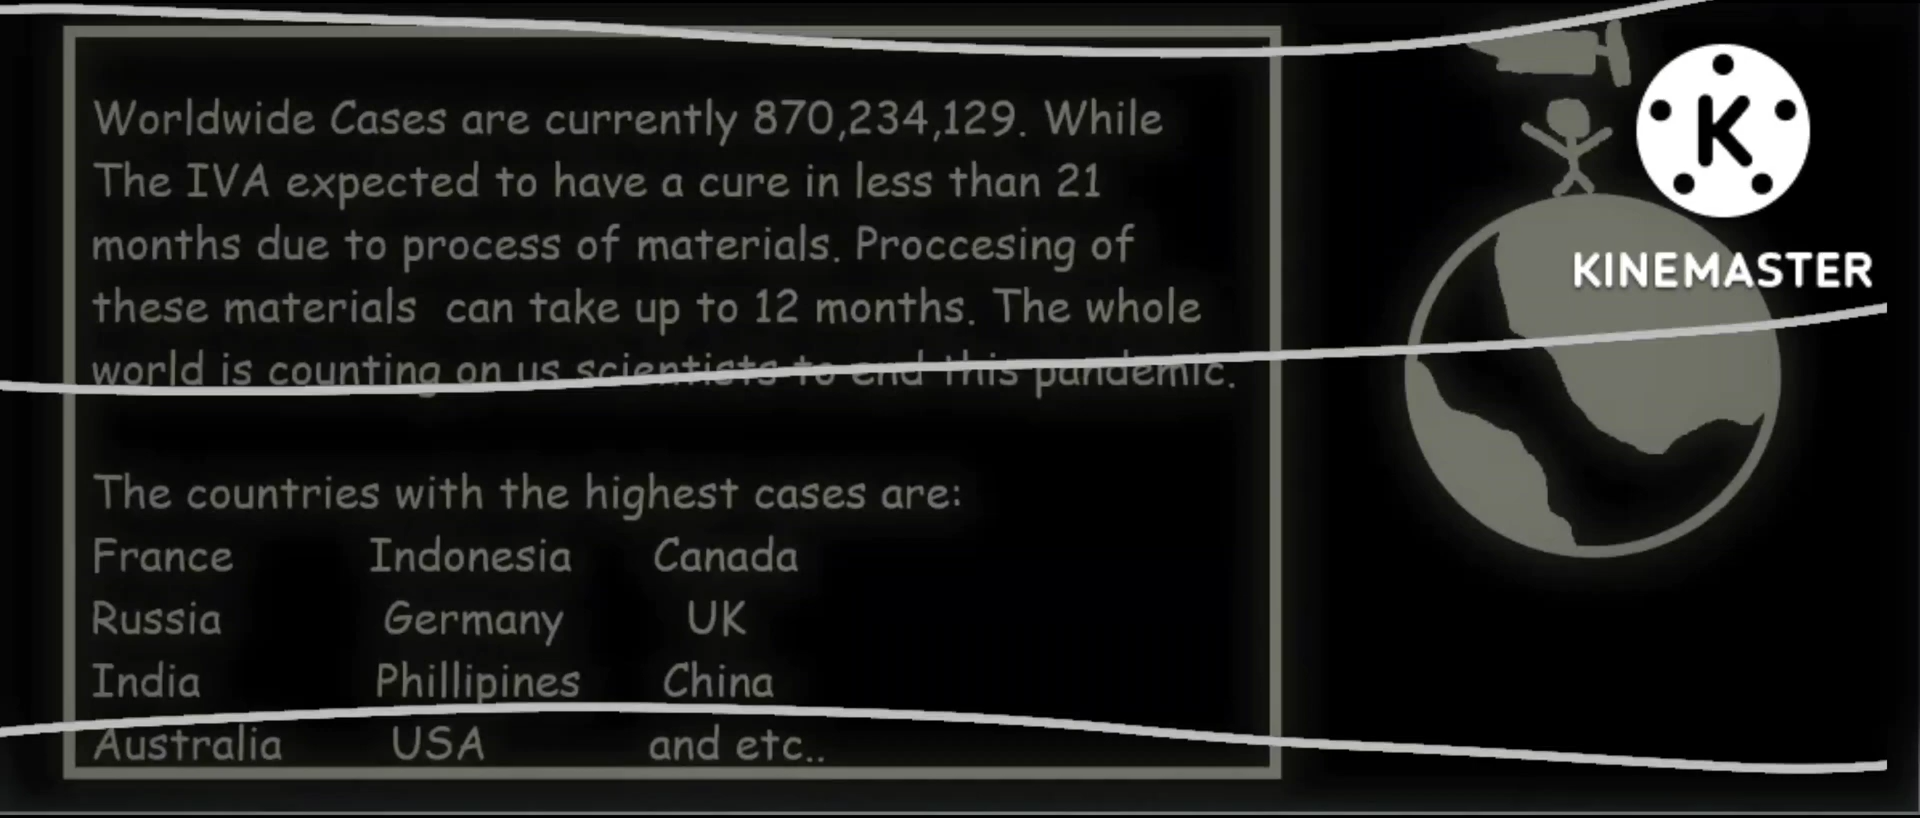 Worldwide Cases are currently 870,234,129. While
The IVA expected to have a cure in less than 21
months due to process of materials. Proccesing of
these materials can take up to 12 months. The whole
world is counting on us scientists to end this pandemic.
The countries with the highest cases are:
France Indonesia Canada
Russia Germany UK
India Phillipines China
Australia USA and etc..
K
KINEMASTER